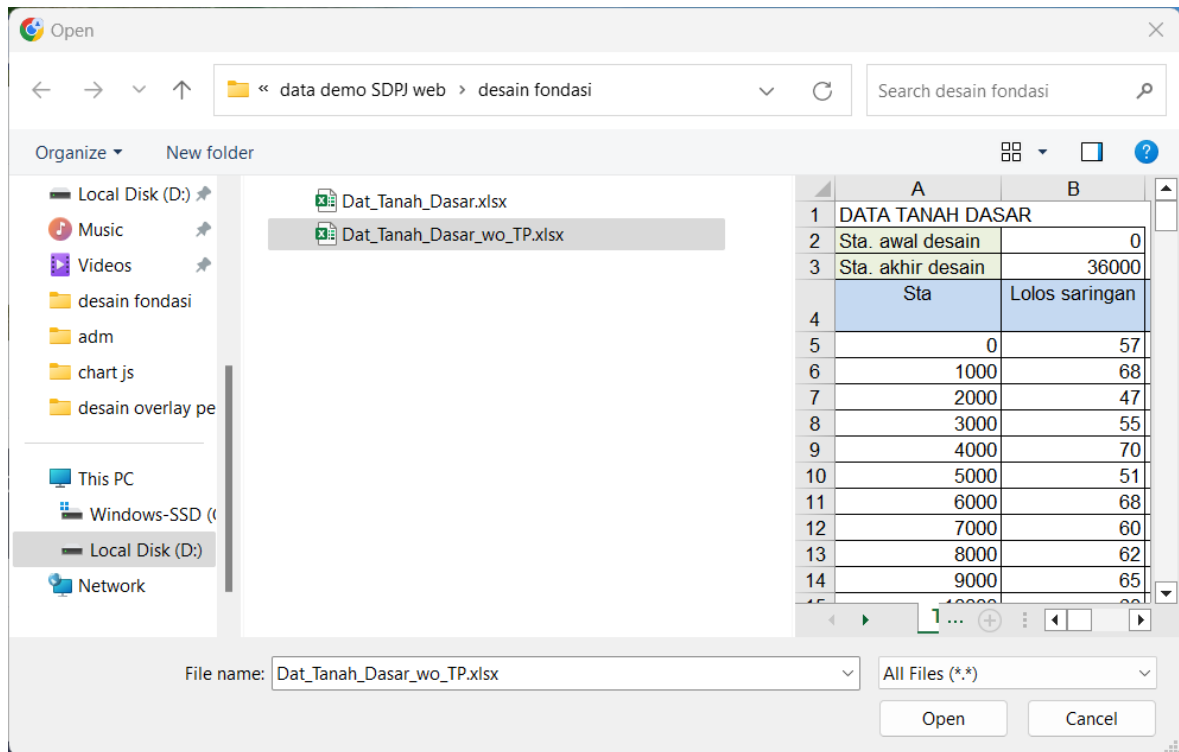 Open
« data demo SDPJ web > desain fondasi
Search desain fondasi
Organize
New folder
Local Disk (D:)
Music
Videos
desain fondasi
adm
chart js
desain overlay pe
This PC
Windows-SSD (
Local Disk (D:)
Network
Dat_Tanah_Dasar.xlsx
Dat_Tanah_Dasar_wo_TP.xlsx
A B
1 DATA TANAH DASAR
2 Sta. awal desain 0
3 Sta. akhir desain 36000
4 Sta Lolos saringan
5 0 57
6 1000 68
7 2000 47
8 3000 55
9 4000 70
10 5000 51
11 6000 68
12 7000 60
13 8000 62
14 9000 65
...
File name: Dat_Tanah_Dasar_wo_TP.xlsx
All Files (*.*)
Open Cancel